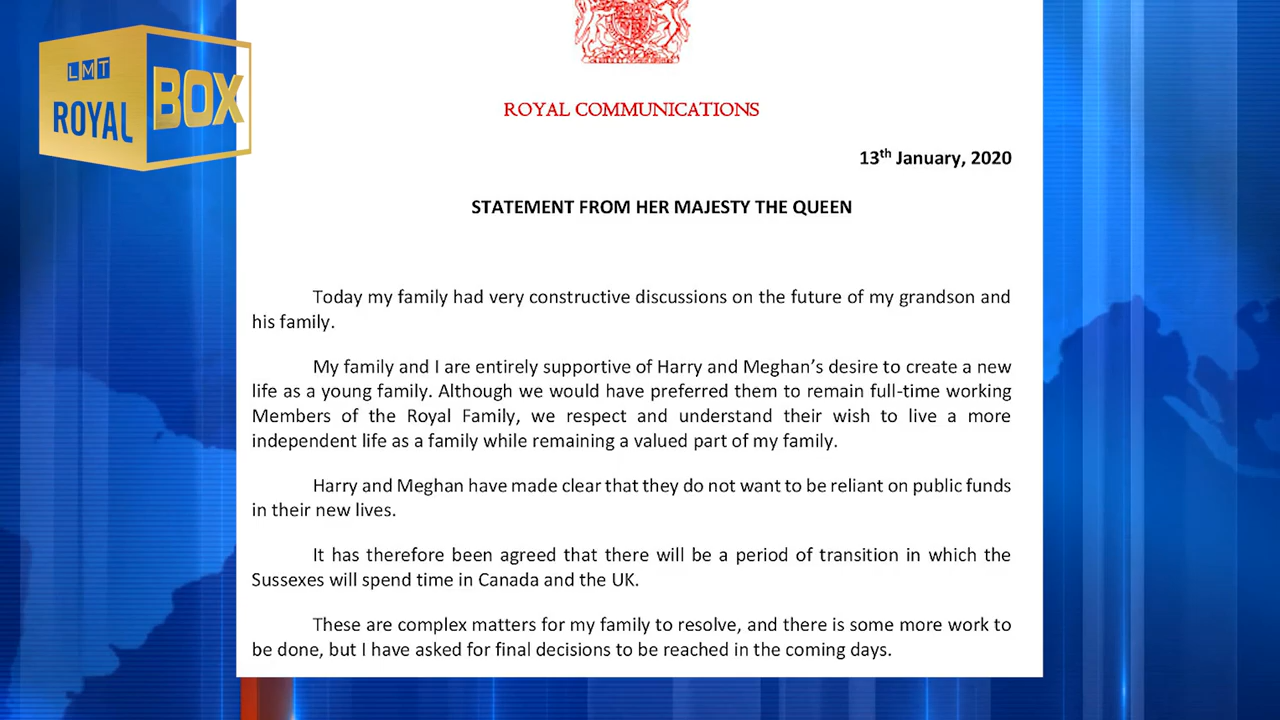 LMT
ROYAL
BOX
ROYAL COMMUNICATIONS
13th January, 2020
STATEMENT FROM HER MAJESTY THE QUEEN
Today my family had very constructive discussions on the future of my grandson and
his family.
My family and I are entirely supportive of Harry and Meghan’s desire to create a new
life as a young family. Although we would have preferred them to remain full-time working
Members of the Royal Family, we respect and understand their wish to live a more
independent life as a family while remaining a valued part of my family.
Harry and Meghan have made clear that they do not want to be reliant on public funds
in their new lives.
It has therefore been agreed that there will be a period of transition in which the
Sussexes will spend time in Canada and the UK.
These are complex matters for my family to resolve, and there is some more work to
be done, but I have asked for final decisions to be reached in the coming days.